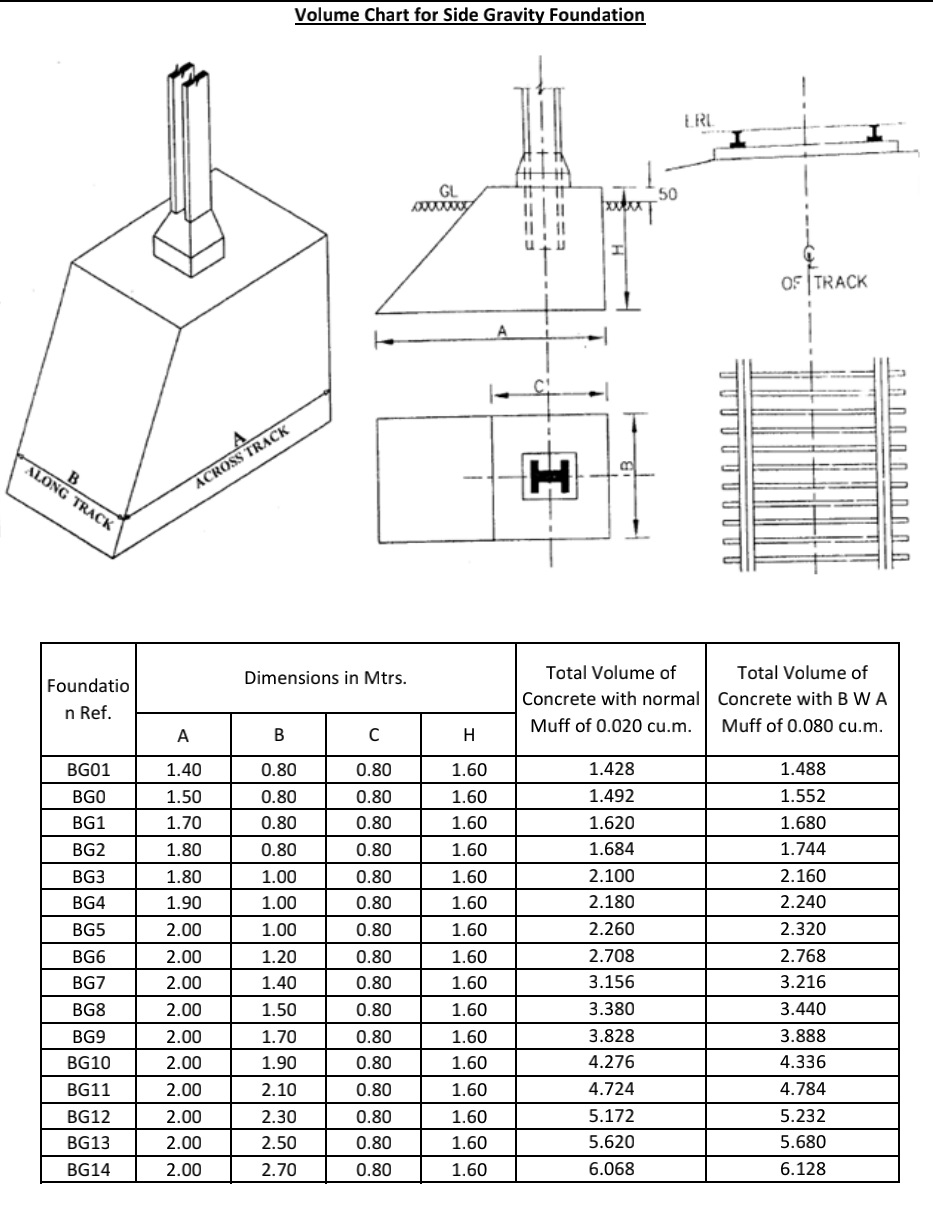 Volume Chart for Side Gravity Foundation
ERL
GL
50
H
C
L
OF TRACK
A
C
B
A
ACROSS TRACK
B
ALONG TRACK
Foundatio
n Ref.
Dimensions in Mtrs.
Total Volume of
Concrete with normal
Muff of 0.020 cu.m.
Total Volume of
Concrete with B W A
Muff of 0.080 cu.m.
A B C H
BG01 1.40 0.80 0.80 1.60 1.428 1.488
BG0 1.50 0.80 0.80 1.60 1.492 1.552
BG1 1.70 0.80 0.80 1.60 1.620 1.680
BG2 1.80 0.80 0.80 1.60 1.684 1.744
BG3 1.80 1.00 0.80 1.60 2.100 2.160
BG4 1.90 1.00 0.80 1.60 2.180 2.240
BG5 2.00 1.00 0.80 1.60 2.260 2.320
BG6 2.00 1.20 0.80 1.60 2.708 2.768
BG7 2.00 1.40 0.80 1.60 3.156 3.216
BG8 2.00 1.50 0.80 1.60 3.380 3.440
BG9 2.00 1.70 0.80 1.60 3.828 3.888
BG10 2.00 1.90 0.80 1.60 4.276 4.336
BG11 2.00 2.10 0.80 1.60 4.724 4.784
BG12 2.00 2.30 0.80 1.60 5.172 5.232
BG13 2.00 2.50 0.80 1.60 5.620 5.680
BG14 2.00 2.70 0.80 1.60 6.068 6.128